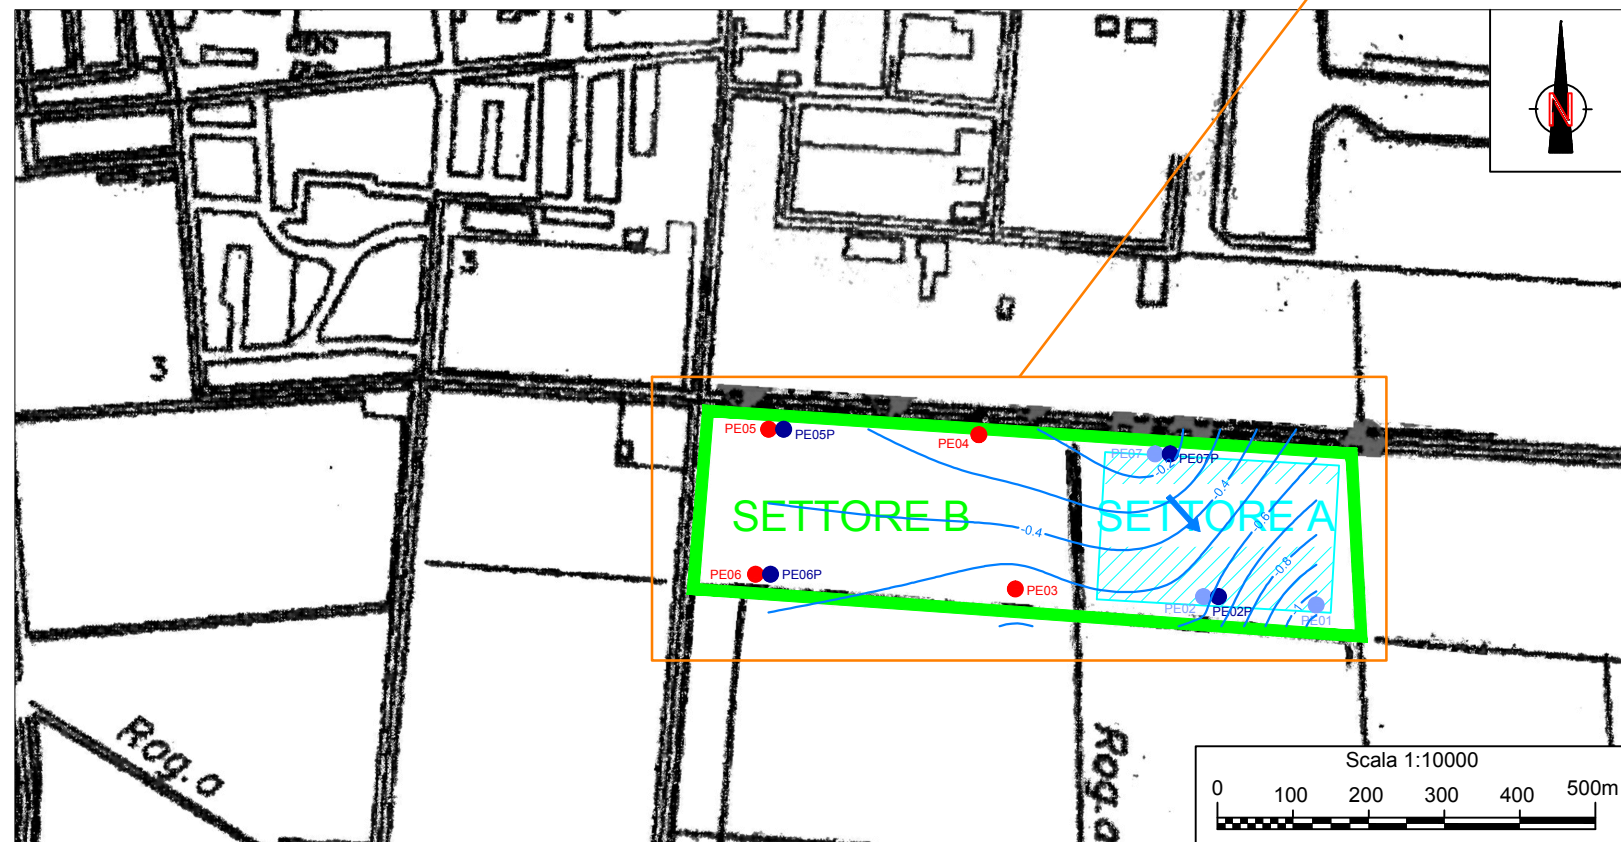 N
3
3
PE05
PE05P
PE04
PE07
PE07P
-0.2
-0.4
SETTORE B
SETTORE A
-0.4
-0.6
-0.8
PE06
PE06P
PE03
PE02
PE02P
-1
PE01
Rog.a
Rog.a
Scala 1:10000
0 100 200 300 400 500m